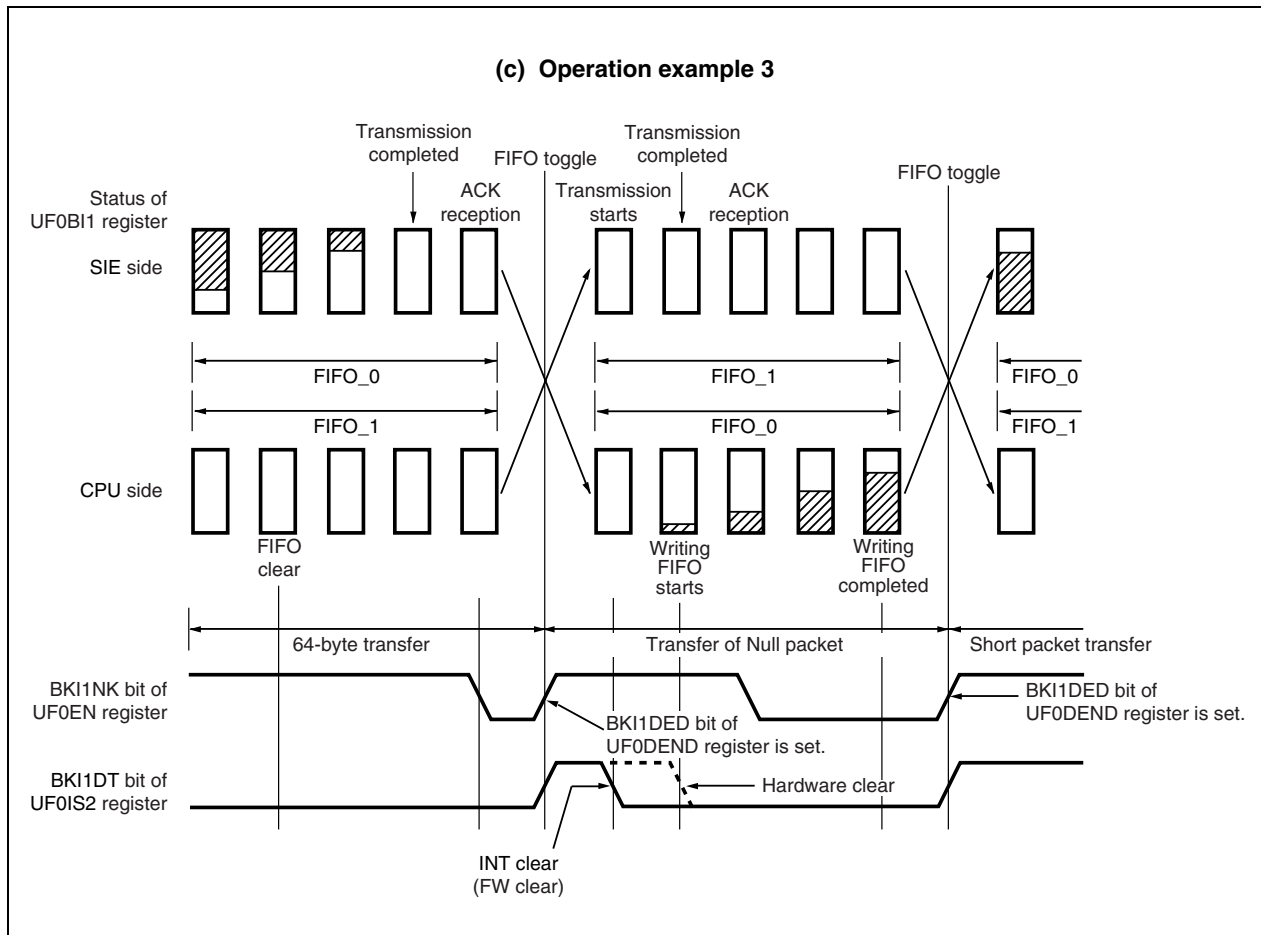 (c) Operation example 3
Transmission
completed
FIFO toggle
Transmission
completed
FIFO toggle
Status of
UF0BI1 register
ACK
reception
Transmission
starts
ACK
reception
SIE side
FIFO_0
FIFO_1
FIFO_0
FIFO_1
FIFO_0
FIFO_1
CPU side
FIFO
clear
Writing
FIFO
starts
Writing
FIFO
completed
64-byte transfer
Transfer of Null packet
Short packet transfer
BKI1NK bit of
UF0EN register
BKI1DED bit of
UF0DEND register is set.
BKI1DED bit of
UF0DEND register is set.
BKI1DT bit of
UF0IS2 register
Hardware clear
INT clear
(FW clear)